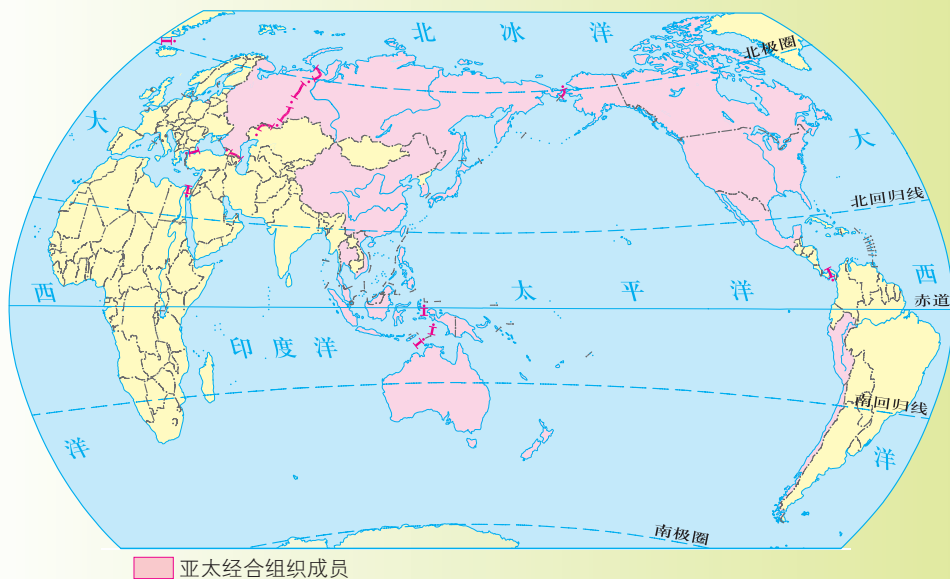 北冰洋
北极圈
大
大
北回归线
西
太平洋
西
赤道
印度洋
南回归线
洋
洋
南极圈
亚太经合组织成员